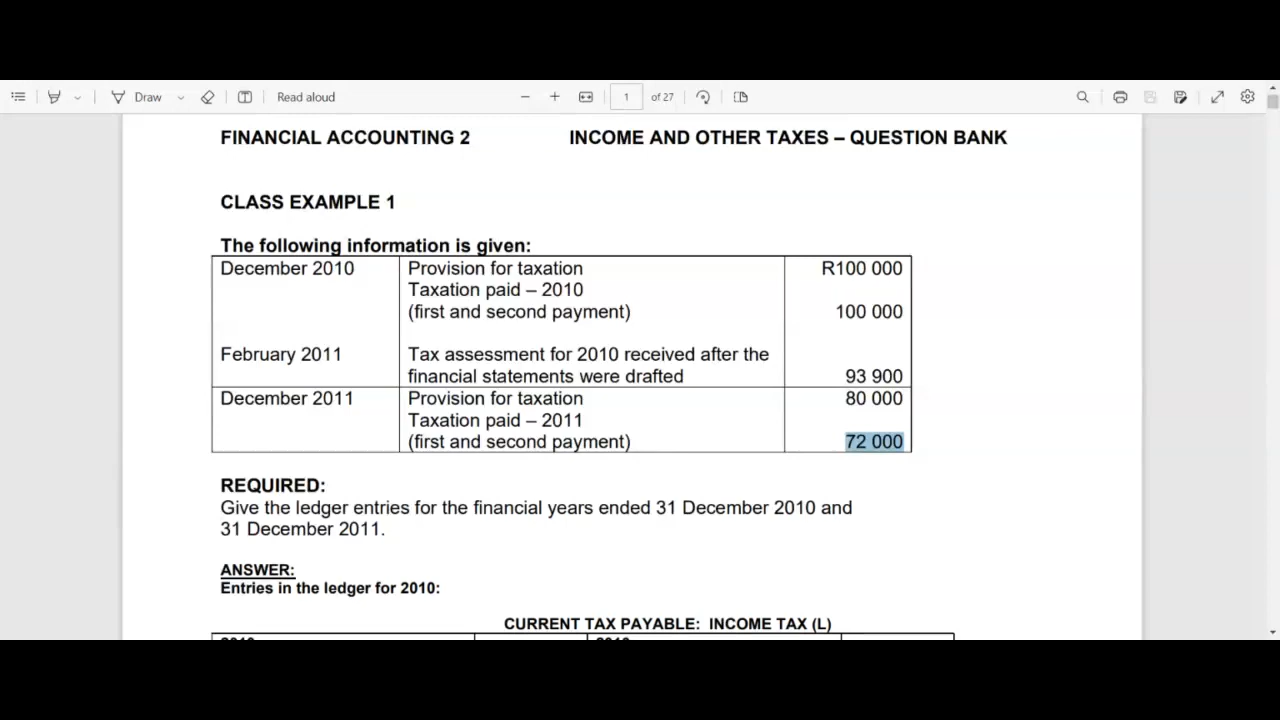 Draw
Read aloud
1 of 27
FINANCIAL ACCOUNTING 2 INCOME AND OTHER TAXES – QUESTION BANK
CLASS EXAMPLE 1
The following information is given:
December 2010 Provision for taxation R100 000
Taxation paid – 2010
(first and second payment) 100 000
February 2011 Tax assessment for 2010 received after the
financial statements were drafted 93 900
December 2011 Provision for taxation 80 000
Taxation paid – 2011
(first and second payment) 72 000
REQUIRED:
Give the ledger entries for the financial years ended 31 December 2010 and
31 December 2011.
ANSWER:
Entries in the ledger for 2010:
CURRENT TAX PAYABLE: INCOME TAX (L)